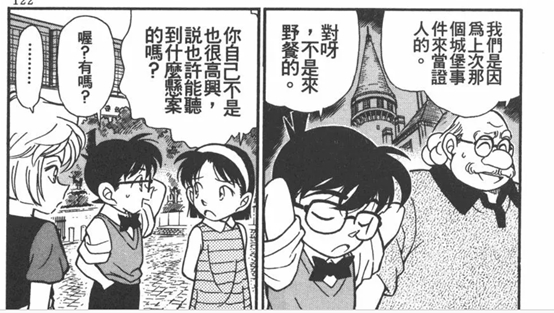 122
我們是因
爲上次那
個城堡事
件來當證
人的。
對呀
，不是來
野餐的。
你自己不是
也很高興，
說也許能聽
到什麼懸案
的嗎？
喔？有嗎？
………